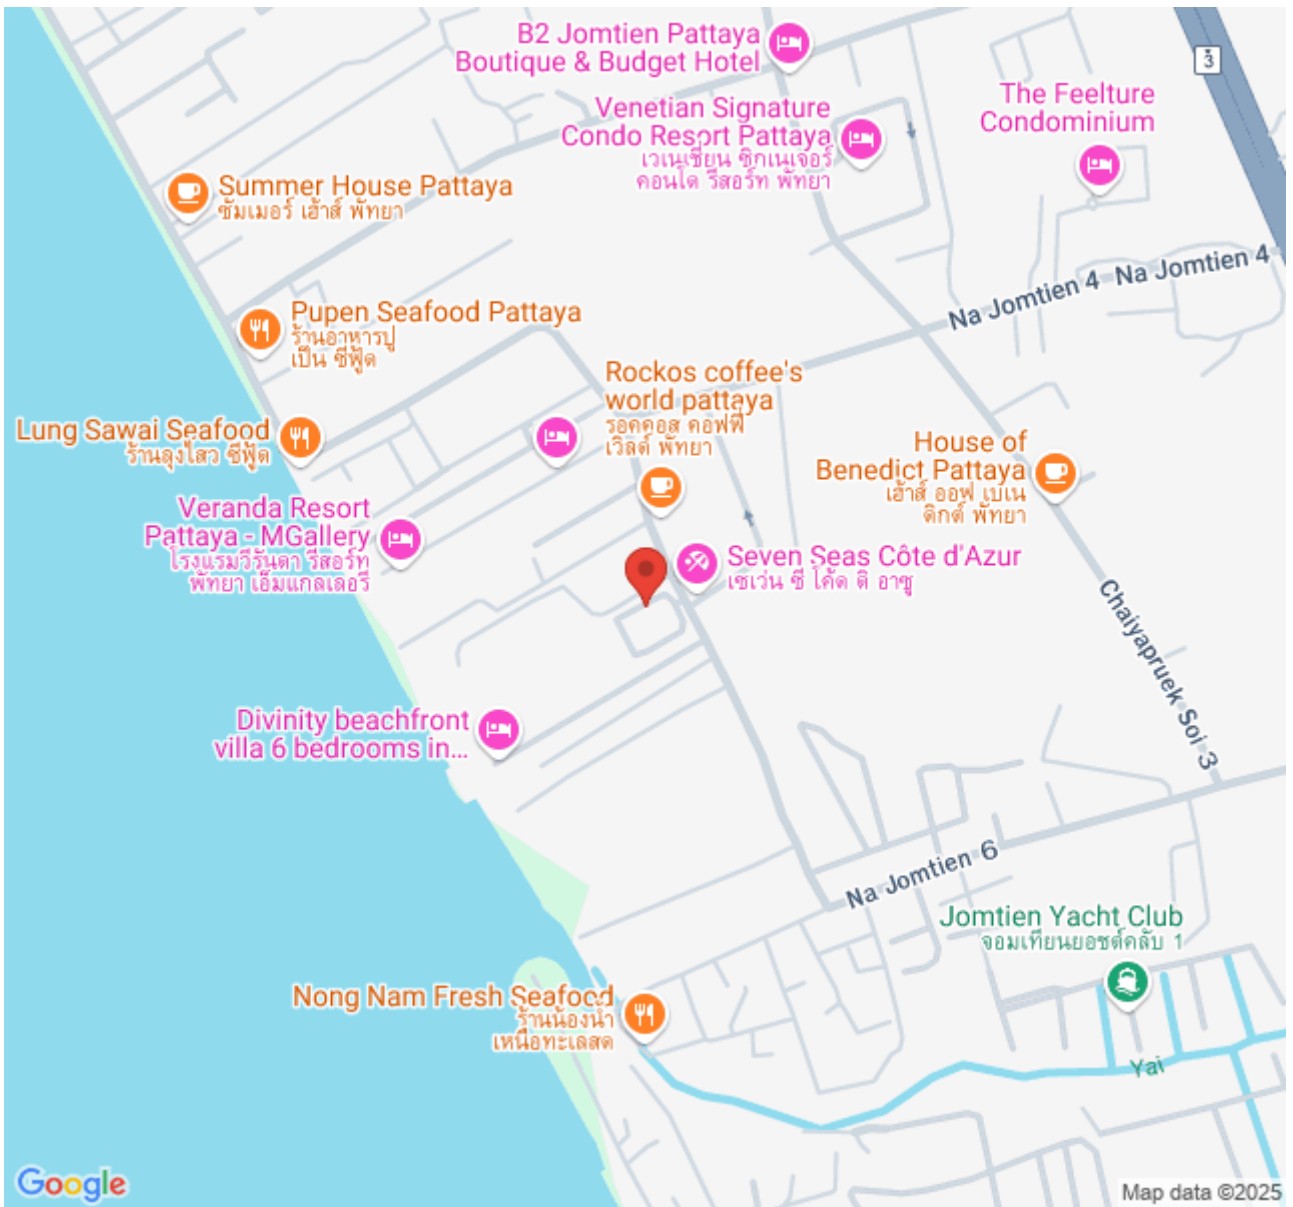 B2 Jomtien Pattaya
Boutique & Budget Hotel
3
The Feelture
Condominium
Venetian Signature
Condo Resort Pattaya
เวเนเชี่ยน ซิกเนเจอร์
คอนโด รีสอร์ท พัทยา
Summer House Pattaya
ซัมเมอร์ เฮ้าส์ พัทยา
Na Jomtien 4
Na Jomtien 4
Pupen Seafood Pattaya
ร้านอาหารปู
เป็น ซีฟู้ด
Rockos coffee's
world pattaya
รอคคอส คอฟฟี่
เวิลด์ พัทยา
Lung Sawai Seafood
ร้านลุงไสว ซีฟู้ด
House of
Benedict Pattaya
เฮ้าส์ ออฟ เบเน
ดิกต์ พัทยา
Veranda Resort
Pattaya - MGallery
โรงแรมวีรันดา รีสอร์ท
พัทยา เอ็มแกลเลอรี
Seven Seas Côte d'Azur
เซเว่น ซี โค้ด ดิ อาซู
Chaiyapruek Soi 3
Divinity beachfront
villa 6 bedrooms in...
Na Jomtien 6
Jomtien Yacht Club
จอมเทียนยอชต์คลับ 1
Nong Nam Fresh Seafood
ร้านน้องน้ำ
เหนือทะเลสด
Yai
Google
Map data ©2025